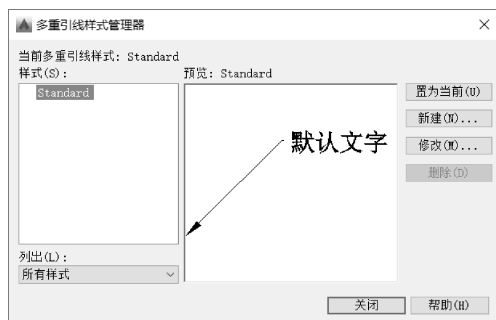 多重引线样式管理器
当前多重引线样式: Standard
样式(S):
预览: Standard
Standard
置为当前(U)
新建(N)...
默认文字
修改(M)...
删除(D)
列出(L):
所有样式
关闭
帮助(H)